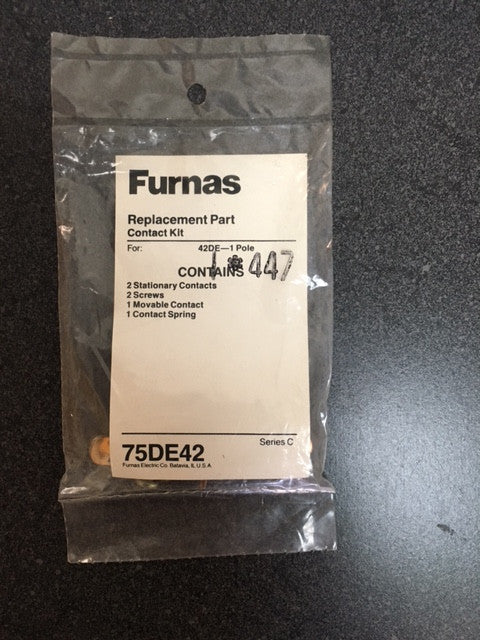 Furnas
Replacement Part
Contact Kit
For: 42DE—1 Pole
CONTAINS
447
2 Stationary Contacts
2 Screws
1 Movable Contact
1 Contact Spring
Series C
75DE42
Furnas Electric Co. Batavia, IL U.S.A.